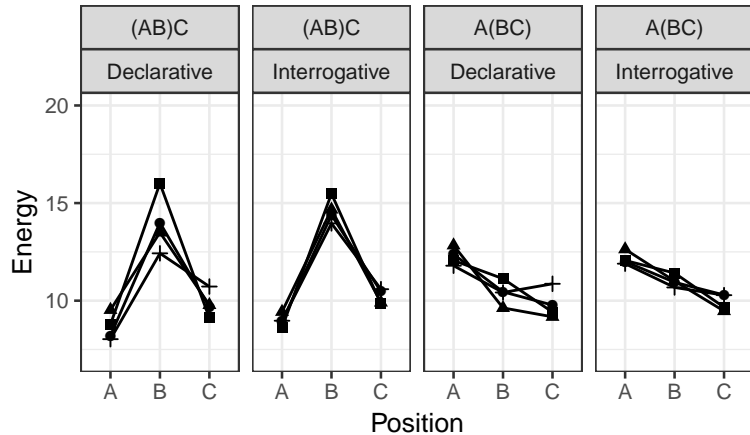 (AB)C (AB)C A(BC) A(BC)
Declarative Interrogative Declarative Interrogative
20
15
10
Energy
A B C A B C A B C A B C
Position